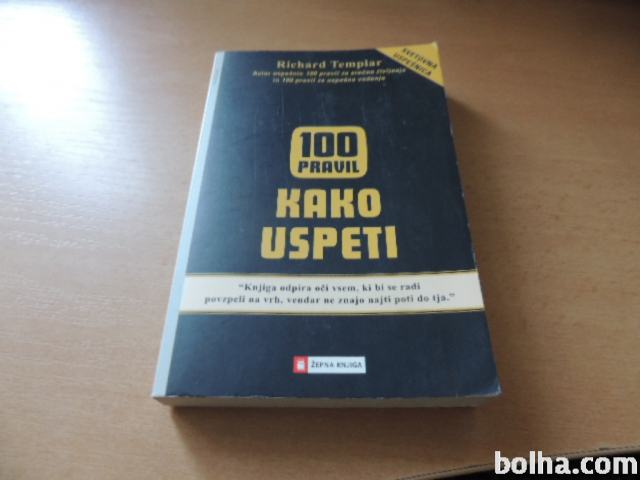 Richard Templar
Avtor uspešnic 100 pravil za srečno življenje
in 100 pravil za uspešno vodenje
SVETOVNA
USPEŠNICA
100
PRAVIL
KAKO
USPETI
“Knjiga odpira oči vsem, ki bi se radi
povzpeli na vrh, vendar ne znajo najti poti do tja.”
ŽEPNA KNJIGA
bolha.com